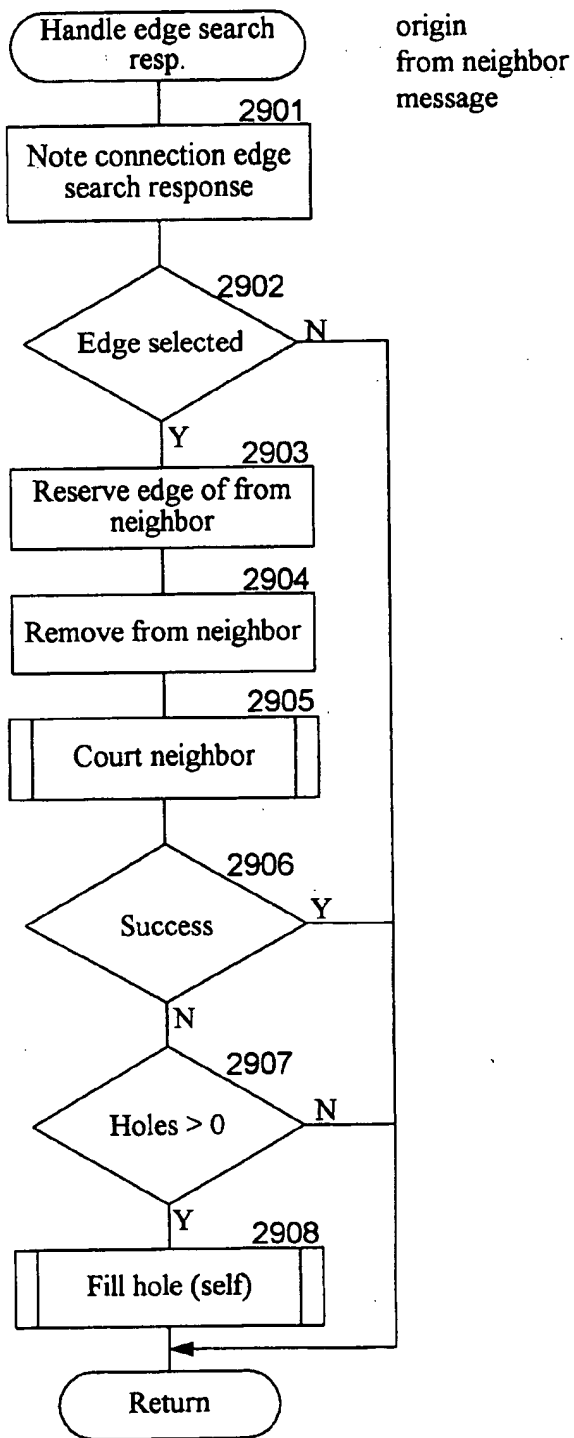 Handle edge search
resp.
origin
from neighbor
message
2901
Note connection edge
search response
2902
Edge selected
N
Y
2903
Reserve edge of from
neighbor
2904
Remove from neighbor
2905
Court neighbor
2906
Success
Y
N
2907
Holes > 0
N
Y
2908
Fill hole (self)
Return